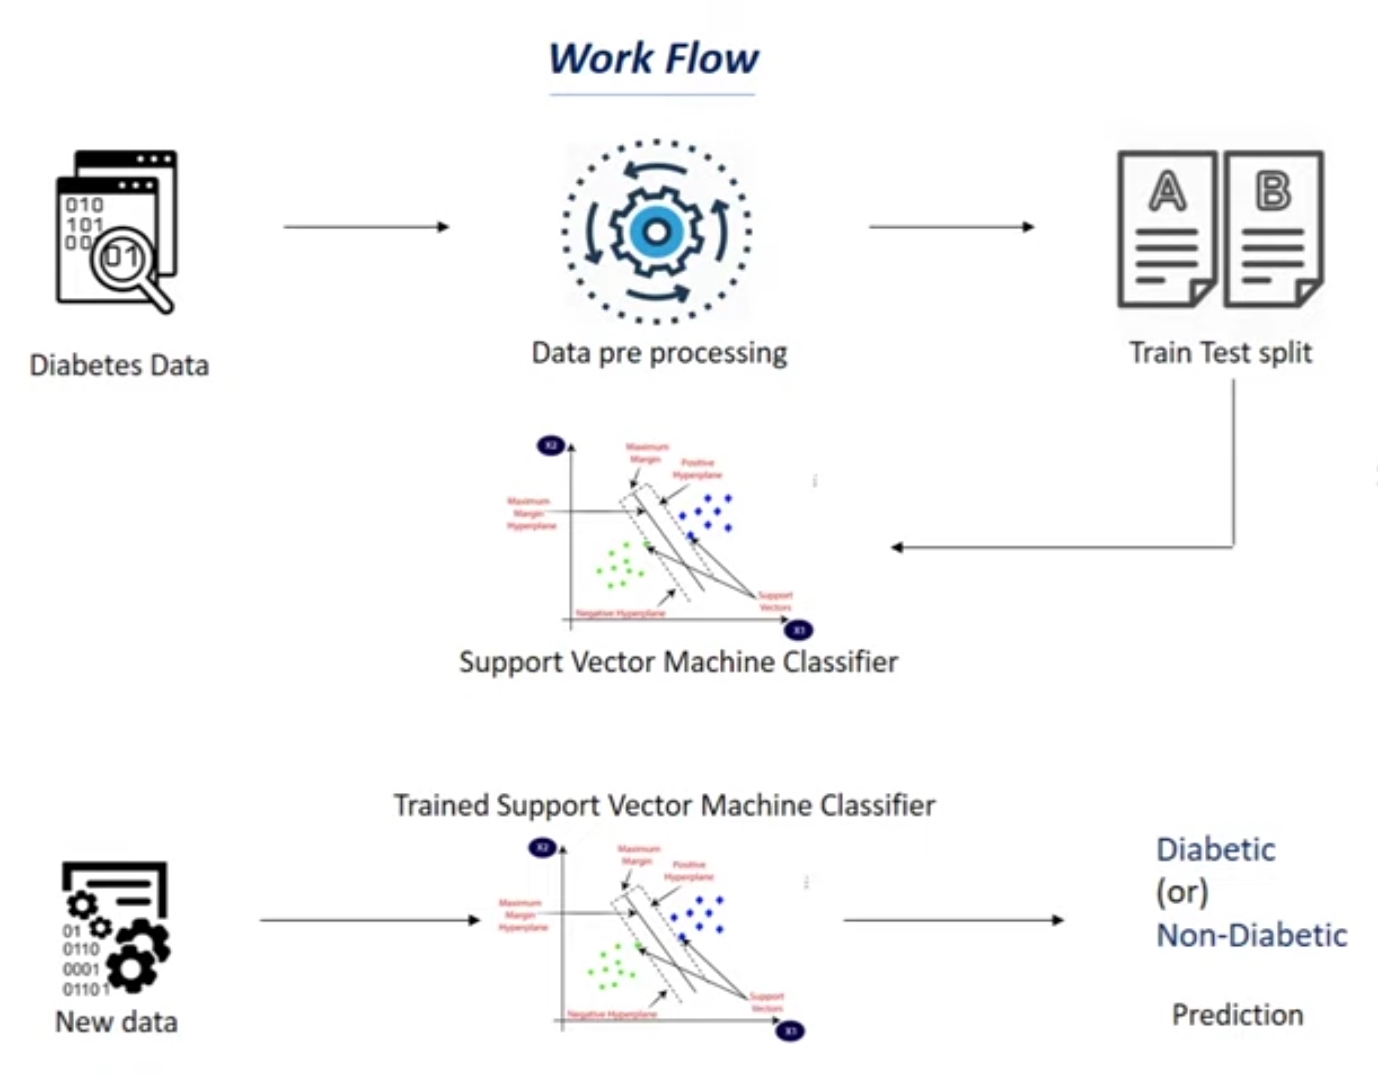 Work Flow
010
101
00
01
A
B
Diabetes Data
Data pre processing
Train Test split
X2
Maximum
Margin
Positive
Hyperplane
Maximum
Margin
Hyperplane
Support
Vectors
Negative Hyperplane
X1
Support Vector Machine Classifier
Trained Support Vector Machine Classifier
X2
Maximum
Margin
Positive
Hyperplane
Maximum
Margin
Hyperplane
Support
Vectors
Negative Hyperplane
X1
01
0110
0001
01101
New data
Diabetic
(or)
Non-Diabetic
Prediction